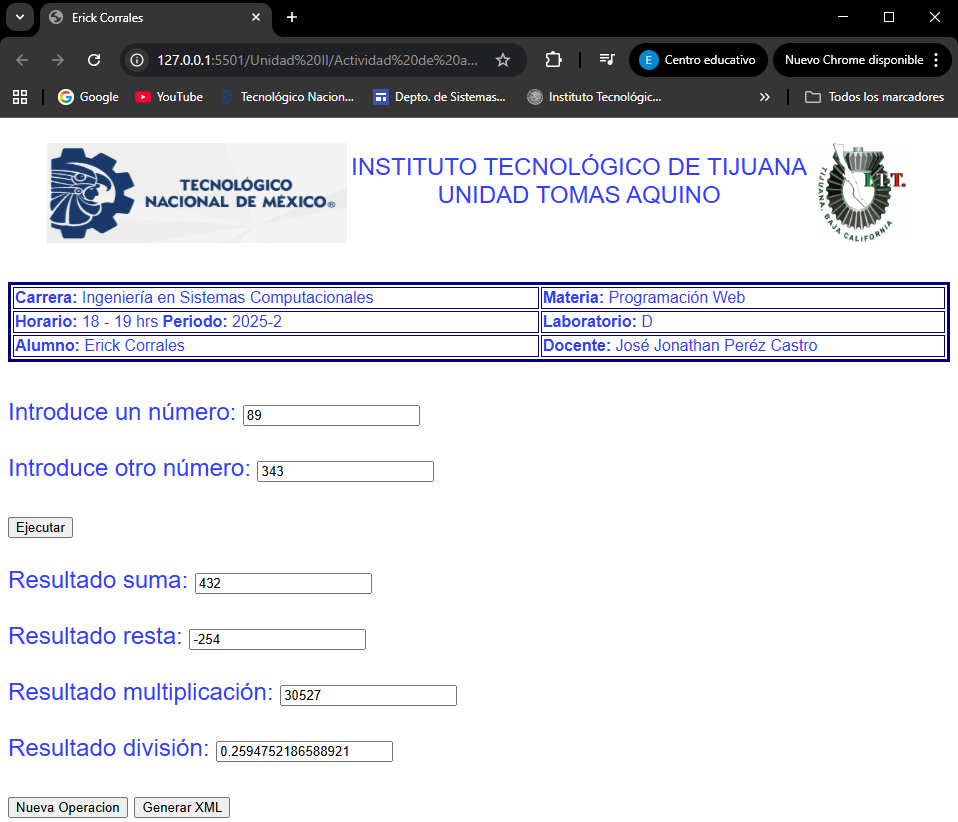 Erick Corrales
127.0.0.1:5501/Unidad%20II/Actividad%20de%20a...
E Centro educativo
Nuevo Chrome disponible
Google
YouTube
Tecnológico Nacion...
Depto. de Sistemas...
Instituto Tecnológic...
Todos los marcadores
TECNOLÓGICO
NACIONAL DE MÉXICO®
INSTITUTO TECNOLÓGICO DE TIJUANA
UNIDAD TOMAS AQUINO
I.T.
TIJUANA, BAJA CALIFORNIA
Carrera: Ingeniería en Sistemas Computacionales
Materia: Programación Web
Horario: 18 - 19 hrs Periodo: 2025-2
Laboratorio: D
Alumno: Erick Corrales
Docente: José Jonathan Peréz Castro
Introduce un número: 89
Introduce otro número: 343
Ejecutar
Resultado suma: 432
Resultado resta: -254
Resultado multiplicación: 30527
Resultado división: 0.2594752186588921
Nueva Operacion
Generar XML